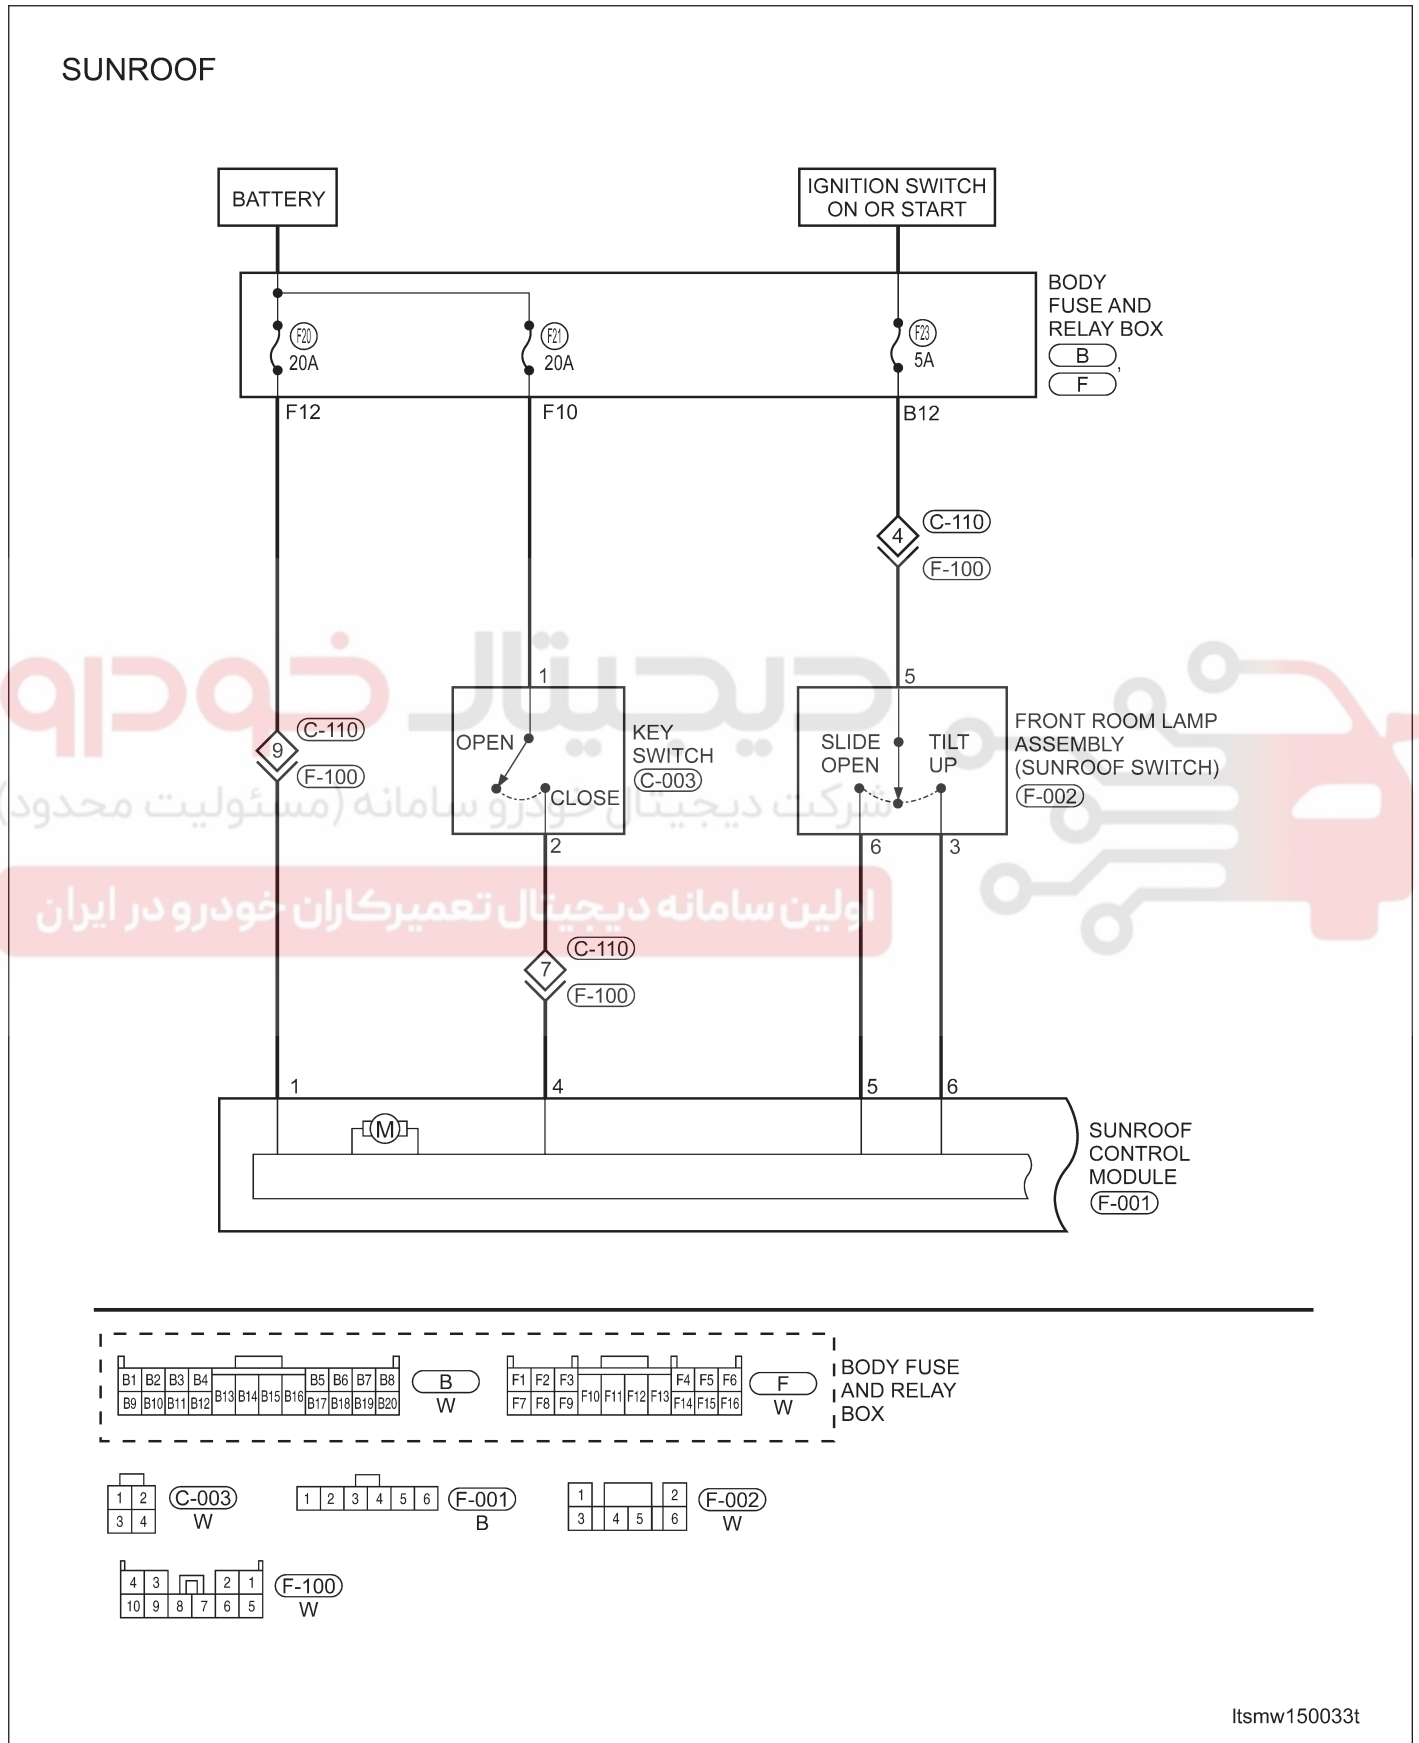 SUNROOF
BATTERY
IGNITION SWITCH
ON OR START
BODY
FUSE AND
RELAY BOX
B,
F
F20
20A
F21
20A
F23
5A
F12
F10
B12
4
C-110
F-100
دیجیتال خودرو
شرکت دیجیتال خودرو سامانه (مسئولیت محدود)
اولین سامانه دیجیتال تعمیرکاران خودرو در ایران
9
C-110
F-100
1
OPEN
CLOSE
KEY
SWITCH
C-003
2
5
SLIDE
OPEN
TILT
UP
FRONT ROOM LAMP
ASSEMBLY
(SUNROOF SWITCH)
F-002
6
3
7
C-110
F-100
1
4
5
6
M
SUNROOF
CONTROL
MODULE
F-001
B1 B2 B3 B4 B5 B6 B7 B8
B13 B14 B15 B16
B9 B10 B11 B12 B17 B18 B19 B20
B
W
F1 F2 F3 F4 F5 F6
F10 F11 F12 F13
F7 F8 F9 F14 F15 F16
F
W
BODY FUSE
AND RELAY
BOX
1 2
3 4
C-003
W
1 2 3 4 5 6
F-001
B
1 2
3 4 5 6
F-002
W
4 3 2 1
10 9 8 7 6 5
F-100
W
ltsmw150033t